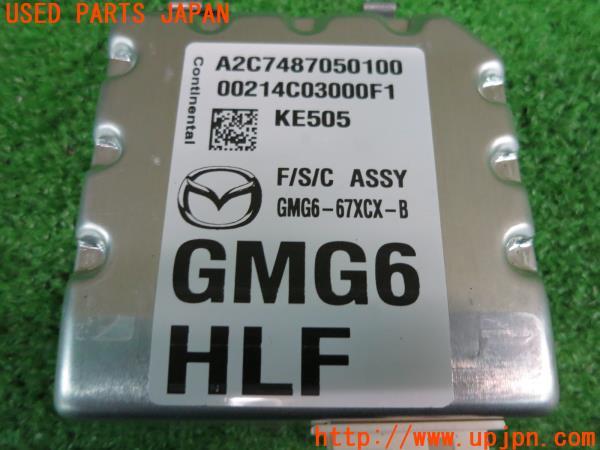 USED PARTS JAPAN
Continental
A2C7487050100
00214C03000F1
KE505
F/S/C ASSY
GMG6-67XCX-B
GMG6
HLF
http://www.upjpn.com